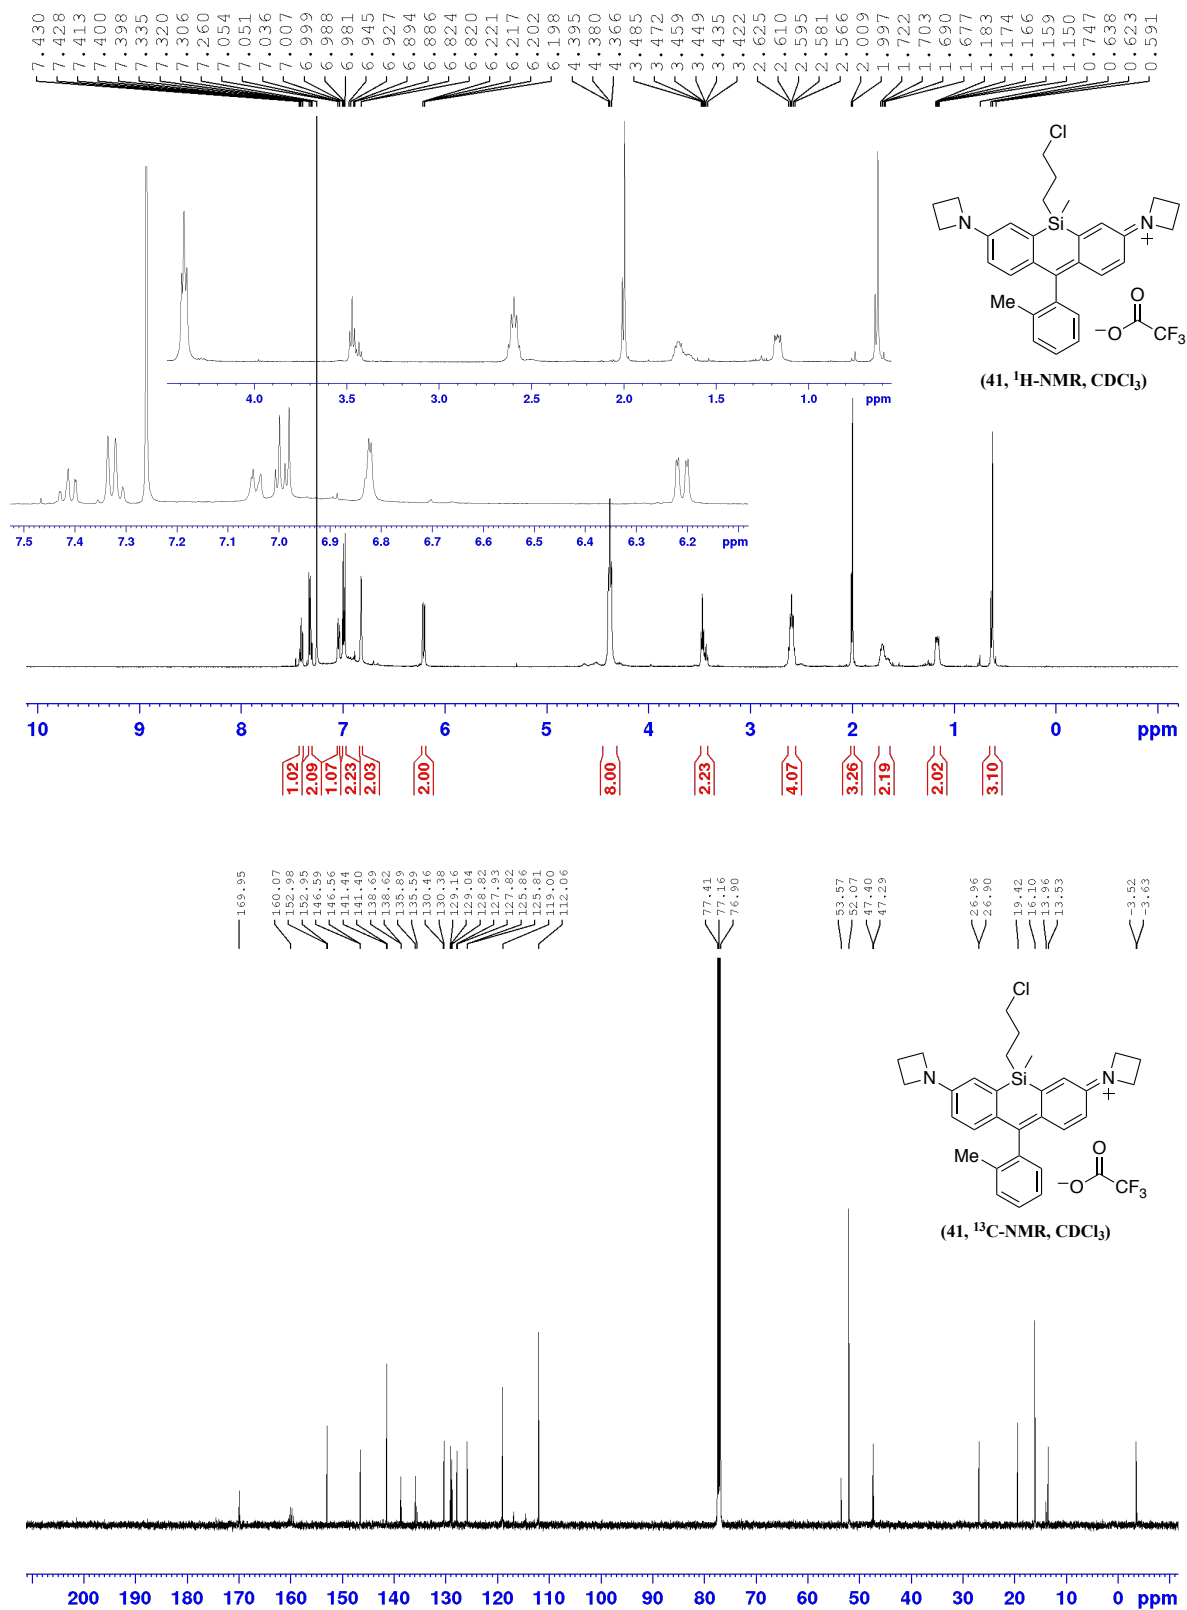 7.430 7.428 7.413 7.400 7.398 7.335 7.320 7.306 7.260 7.054 7.051 7.036 7.007 6.999 6.988 6.981 6.945 6.927 6.894 6.886 6.824 6.820 6.221 6.217 6.202 6.198 4.395 4.380 4.366 3.485 3.472 3.459 3.449 3.435 3.422 2.625 2.610 2.595 2.581 2.566 2.009 1.997 1.722 1.703 1.690 1.677 1.183 1.174 1.166 1.159 1.150 0.747 0.638 0.623 0.591
Cl
Si
N N
+
Me
O
−O CF3
(41, ¹H-NMR, CDCl₃)
4.0 3.5 3.0 2.5 2.0 1.5 1.0 ppm
7.5 7.4 7.3 7.2 7.1 7.0 6.9 6.8 6.7 6.6 6.5 6.4 6.3 6.2 ppm
10 9 8 7 6 5 4 3 2 1 0 ppm
1.02 2.09 1.07 2.23 2.03 2.00 8.00 2.23 4.07 3.26 2.19 2.02 3.10
169.95 160.07 152.98 152.95 146.59 146.56 141.44 141.40 138.69 138.62 135.89 135.59 130.46 130.38 129.16 129.04 128.82 127.93 127.82 125.86 125.81 119.00 112.06 77.41 77.16 76.90 53.57 52.07 47.40 47.29 26.96 26.90 19.42 16.10 13.96 13.53 -3.52 -3.63
Cl
Si
N N
+
Me
O
−O CF3
(41, ¹³C-NMR, CDCl₃)
200 190 180 170 160 150 140 130 120 110 100 90 80 70 60 50 40 30 20 10 0 ppm